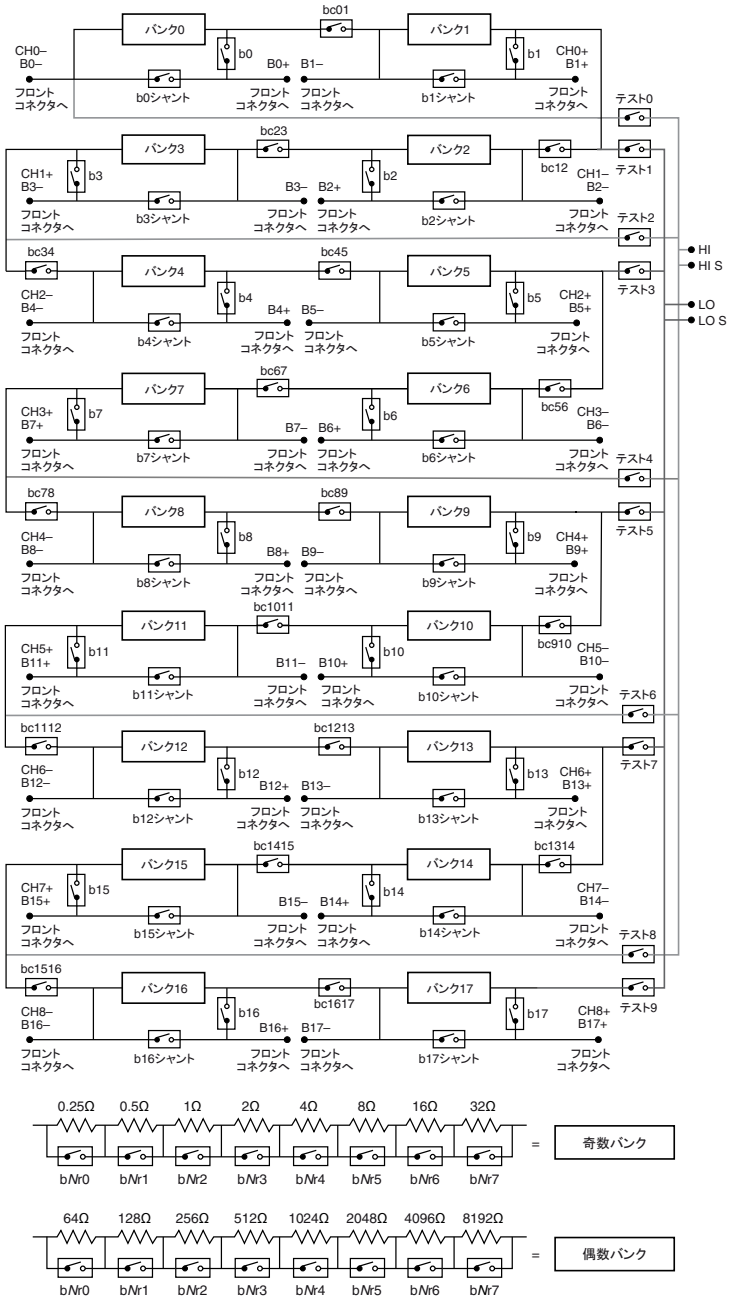 bc01
バンク0
バンク1
CH0–
B0–
b0
B0+
B1–
b1
CH0+
B1+
フロント
コネクタへ
b0シャント
フロント
コネクタへ
フロント
コネクタへ
b1シャント
フロント
コネクタへ
テスト0
bc23
バンク3
バンク2
bc12
テスト1
CH1+
B3–
b3
B3–
B2+
b2
CH1–
B2–
フロント
コネクタへ
b3シャント
フロント
コネクタへ
フロント
コネクタへ
b2シャント
フロント
コネクタへ
テスト2
HI
HI S
LO
LO S
bc34
バンク4
bc45
バンク5
テスト3
CH2–
B4–
b4
B4+
B5–
b5
CH2+
B5+
フロント
コネクタへ
b4シャント
フロント
コネクタへ
フロント
コネクタへ
b5シャント
フロント
コネクタへ
bc67
バンク7
バンク6
bc56
CH3+
B7+
b7
B7–
B6+
b6
CH3–
B6–
フロント
コネクタへ
b7シャント
フロント
コネクタへ
フロント
コネクタへ
b6シャント
フロント
コネクタへ
テスト4
bc78
バンク8
bc89
バンク9
テスト5
CH4–
B8–
b8
B8+
B9–
b9
CH4+
B9+
フロント
コネクタへ
b8シャント
フロント
コネクタへ
フロント
コネクタへ
b9シャント
フロント
コネクタへ
bc1011
バンク11
バンク10
bc910
CH5+
B11+
b11
B11–
B10+
b10
CH5–
B10–
フロント
コネクタへ
b11シャント
フロント
コネクタへ
フロント
コネクタへ
b10シャント
フロント
コネクタへ
テスト6
bc1112
バンク12
bc1213
バンク13
テスト7
CH6–
B12–
b12
B12+
B13–
b13
CH6+
B13+
フロント
コネクタへ
b12シャント
フロント
コネクタへ
フロント
コネクタへ
b13シャント
フロント
コネクタへ
bc1415
バンク15
バンク14
bc1314
CH7+
B15+
b15
B15–
B14+
b14
CH7–
B14–
フロント
コネクタへ
b15シャント
フロント
コネクタへ
フロント
コネクタへ
b14シャント
フロント
コネクタへ
テスト8
bc1516
バンク16
bc1617
バンク17
テスト9
CH8–
B16–
b16
B16+
B17–
b17
CH8+
B17+
フロント
コネクタへ
b16シャント
フロント
コネクタへ
フロント
コネクタへ
b17シャント
フロント
コネクタへ
0.25Ω 0.5Ω 1Ω 2Ω 4Ω 8Ω 16Ω 32Ω
= 奇数バンク
bNr0 bNr1 bNr2 bNr3 bNr4 bNr5 bNr6 bNr7
64Ω 128Ω 256Ω 512Ω 1024Ω 2048Ω 4096Ω 8192Ω
= 偶数バンク
bNr0 bNr1 bNr2 bNr3 bNr4 bNr5 bNr6 bNr7